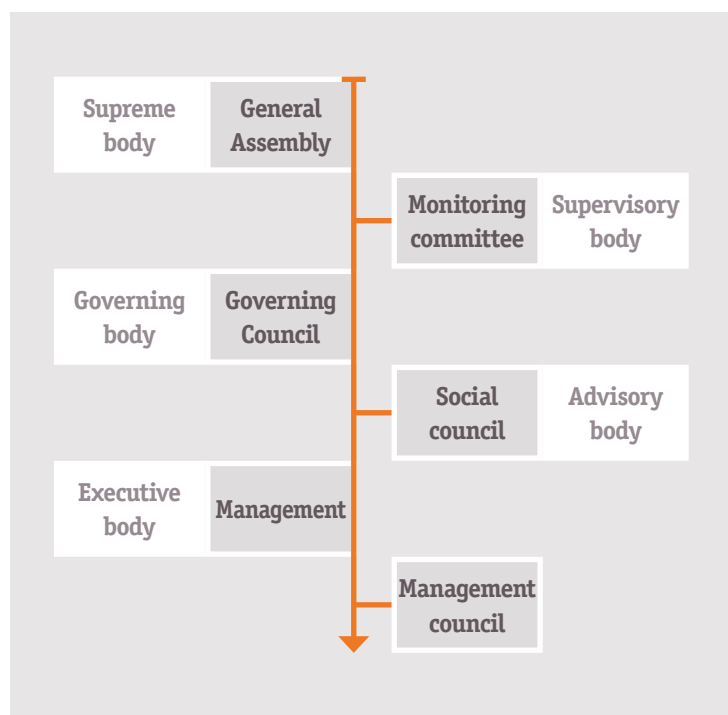 Supreme
body
General
Assembly
Monitoring
committee
Supervisory
body
Governing
body
Governing
Council
Social
council
Advisory
body
Executive
body
Management
Management
council